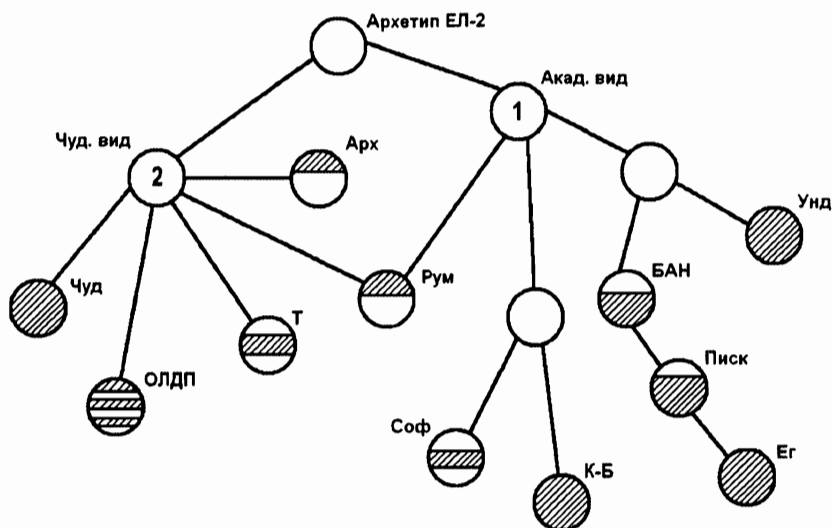 Архетип ЕЛ-2
Акад. вид
1
Чуд. вид
Арх
2
Унд
Чуд
Рум
БАН
Т
Писк
ОЛДП
Соф
Ег
К-Б